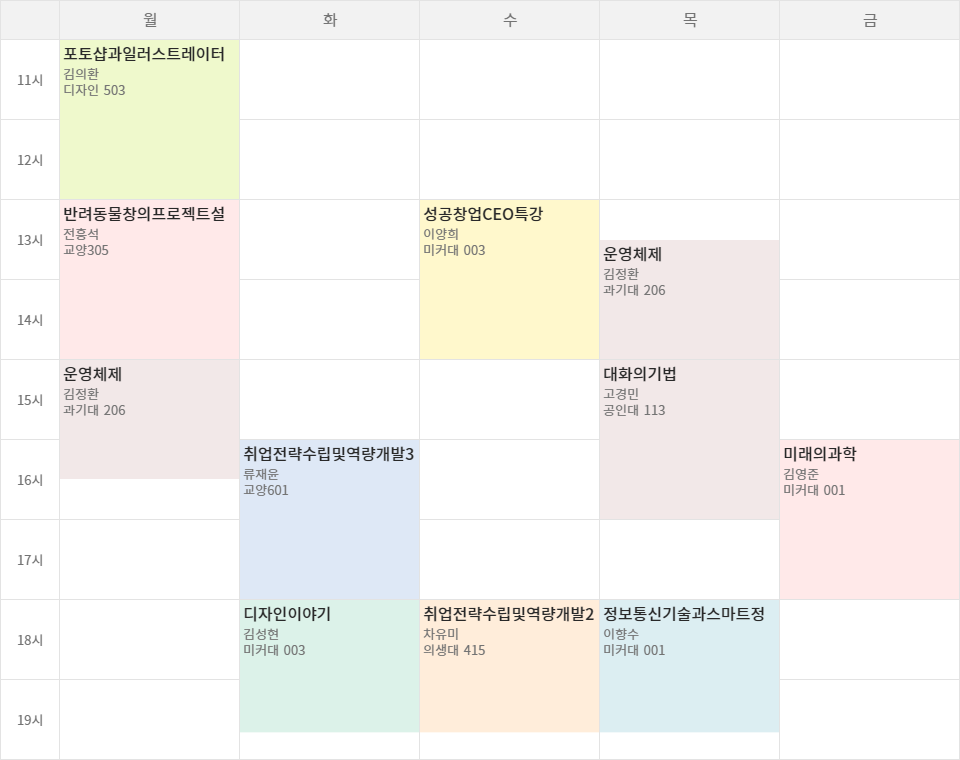 월 화 수 목 금
11시
포토샵과일러스트레이터
김의환
디자인 503
12시
13시
반려동물창의프로젝트설
전흥석
교양305
성공창업CEO특강
이양희
미커대 003
운영체제
김정환
과기대 206
14시
15시
운영체제
김정환
과기대 206
대화의기법
고경민
공인대 113
16시
취업전략수립및역량개발3
류재윤
교양601
미래의과학
김영준
미커대 001
17시
18시
디자인이야기
김성현
미커대 003
취업전략수립및역량개발2
차유미
의생대 415
정보통신기술과스마트정
이향수
미커대 001
19시